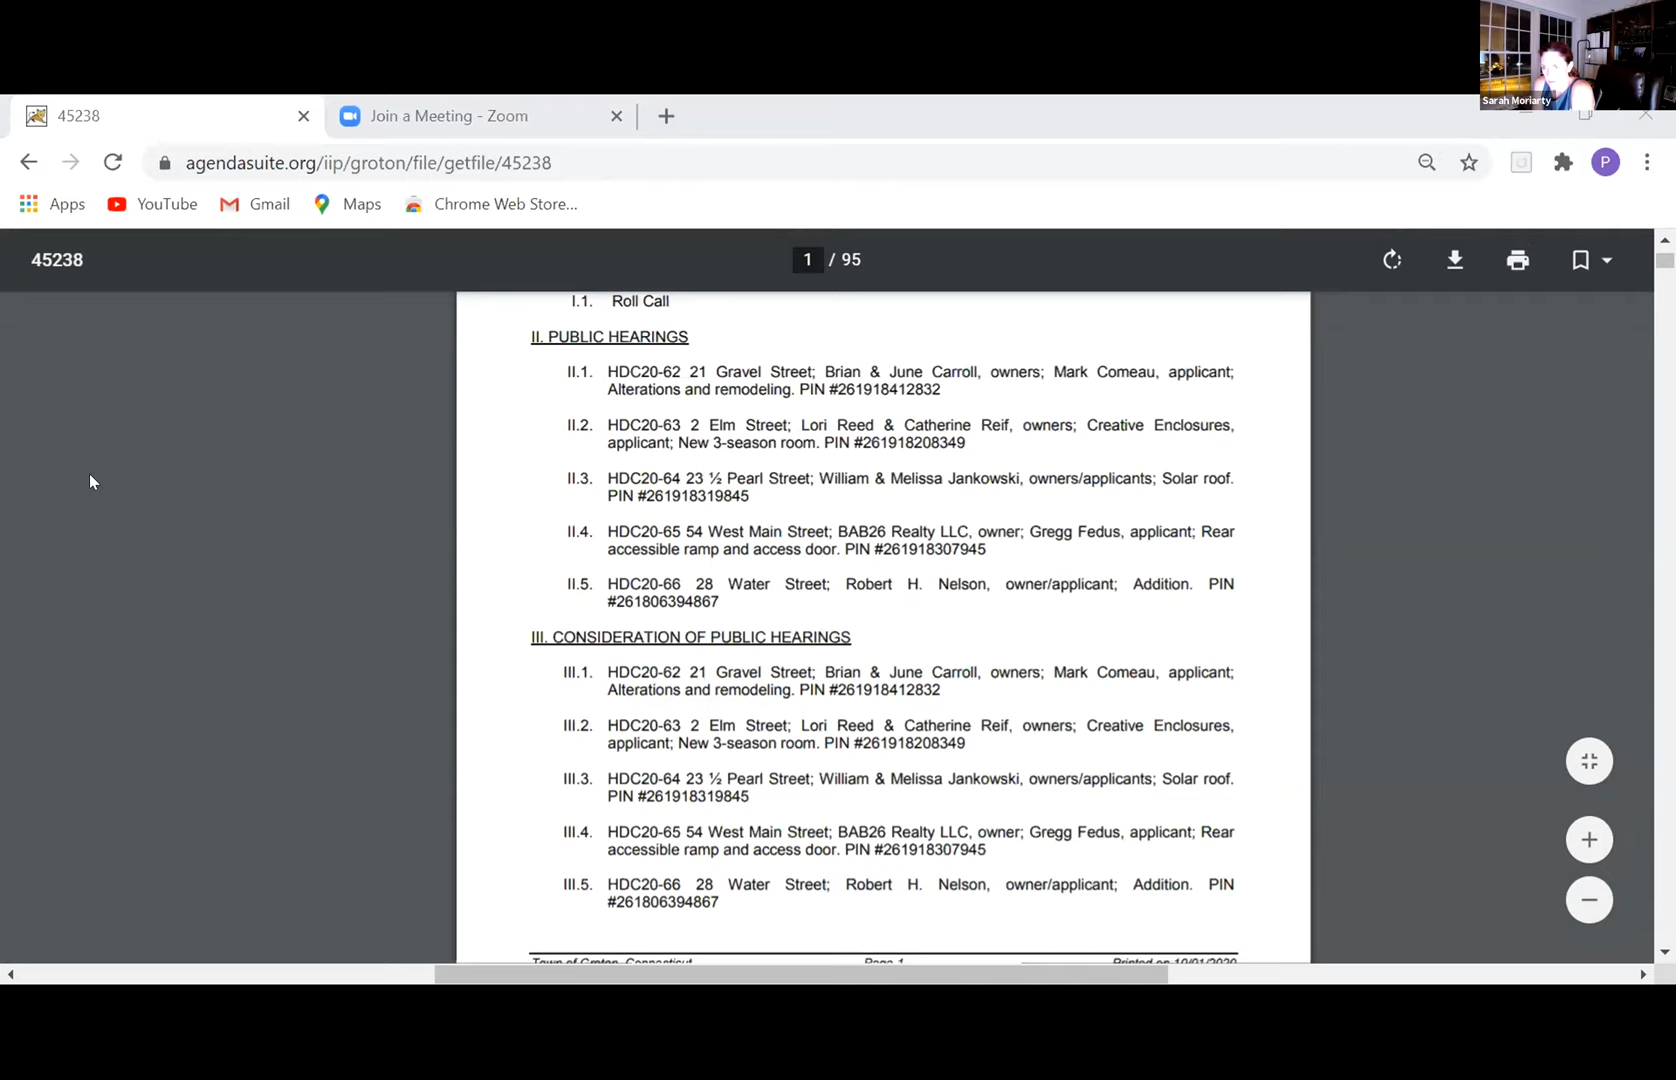 Sarah Moriarty
45238
Join a Meeting - Zoom
agendasuite.org/iip/groton/file/getfile/45238
P
Apps
YouTube
Gmail
Maps
Chrome Web Store...
45238
1 / 95
I.1. Roll Call
II. PUBLIC HEARINGS
II.1. HDC20-62 21 Gravel Street; Brian & June Carroll, owners; Mark Comeau, applicant;
Alterations and remodeling. PIN #261918412832
II.2. HDC20-63 2 Elm Street; Lori Reed & Catherine Reif, owners; Creative Enclosures,
applicant; New 3-season room. PIN #261918208349
II.3. HDC20-64 23 ½ Pearl Street; William & Melissa Jankowski, owners/applicants; Solar roof.
PIN #261918319845
II.4. HDC20-65 54 West Main Street; BAB26 Realty LLC, owner; Gregg Fedus, applicant; Rear
accessible ramp and access door. PIN #261918307945
II.5. HDC20-66 28 Water Street; Robert H. Nelson, owner/applicant; Addition. PIN
#261806394867
III. CONSIDERATION OF PUBLIC HEARINGS
III.1. HDC20-62 21 Gravel Street; Brian & June Carroll, owners; Mark Comeau, applicant;
Alterations and remodeling. PIN #261918412832
III.2. HDC20-63 2 Elm Street; Lori Reed & Catherine Reif, owners; Creative Enclosures,
applicant; New 3-season room. PIN #261918208349
III.3. HDC20-64 23 ½ Pearl Street; William & Melissa Jankowski, owners/applicants; Solar roof.
PIN #261918319845
III.4. HDC20-65 54 West Main Street; BAB26 Realty LLC, owner; Gregg Fedus, applicant; Rear
accessible ramp and access door. PIN #261918307945
III.5. HDC20-66 28 Water Street; Robert H. Nelson, owner/applicant; Addition. PIN
#261806394867
Town of Groton, Connecticut Page 1 Printed on 10/01/2020